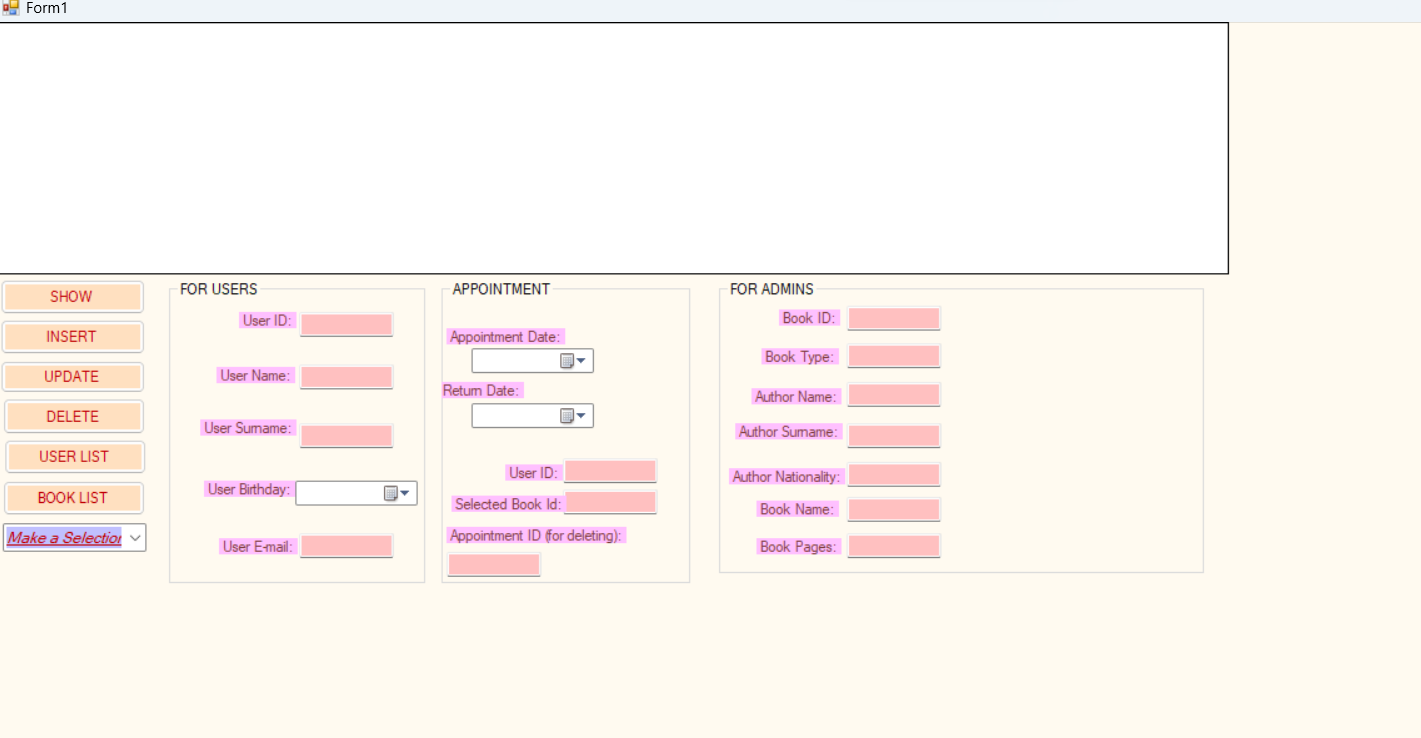 Form1
SHOW
INSERT
UPDATE
DELETE
USER LIST
BOOK LIST
Make a Selection
FOR USERS
User ID:
User Name:
User Surname:
User Birthday:
User E-mail:
APPOINTMENT
Appointment Date:
Return Date:
User ID:
Selected Book Id:
Appointment ID (for deleting):
FOR ADMINS
Book ID:
Book Type:
Author Name:
Author Surname:
Author Nationality:
Book Name:
Book Pages: